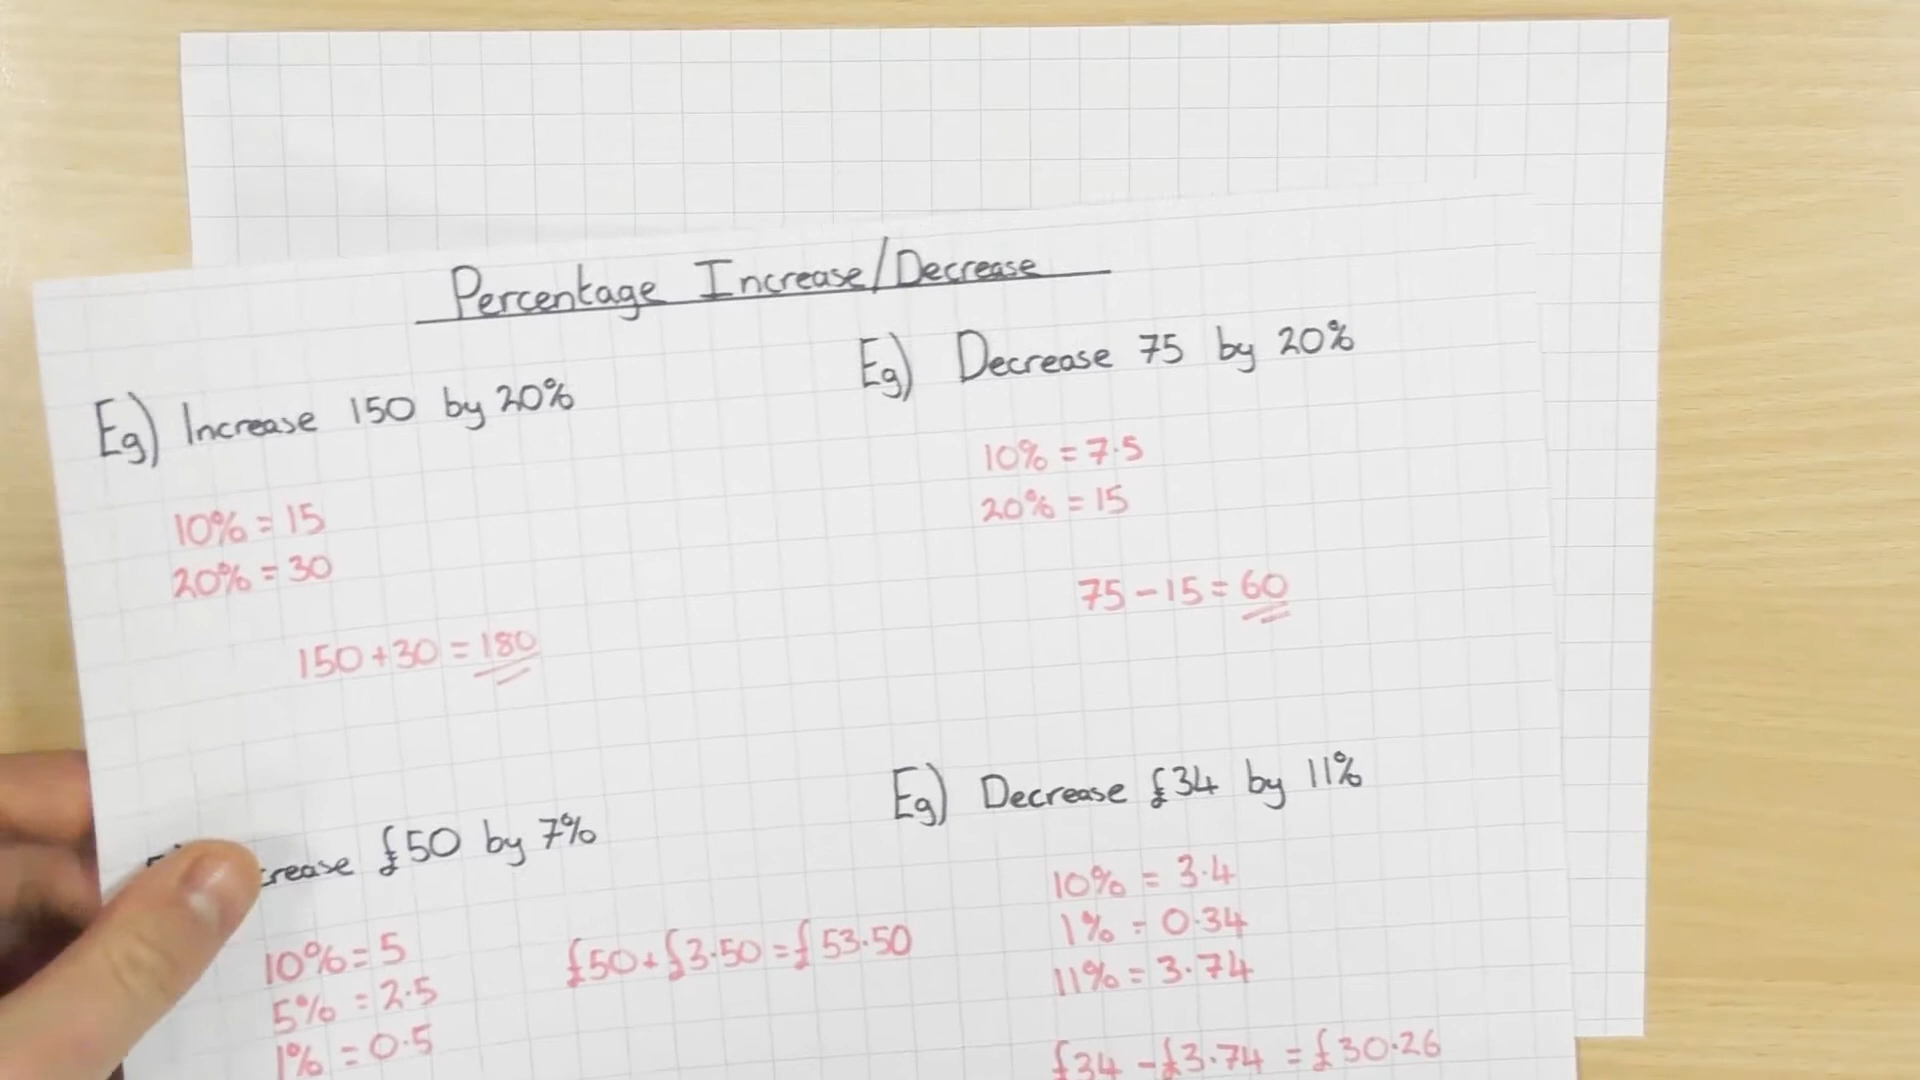 Percentage Increase/Decrease
Eg) Increase 150 by 20%
10% = 15
20% = 30
150 + 30 = 180
Eg) Decrease 75 by 20%
10% = 7.5
20% = 15
75 - 15 = 60
crease £50 by 7%
10% = 5
5% = 2.5
1% = 0.5
£50 + £3.50 = £53.50
Eg) Decrease £34 by 11%
10% = 3.4
1% = 0.34
11% = 3.74
£34 - £3.74 = £30.26